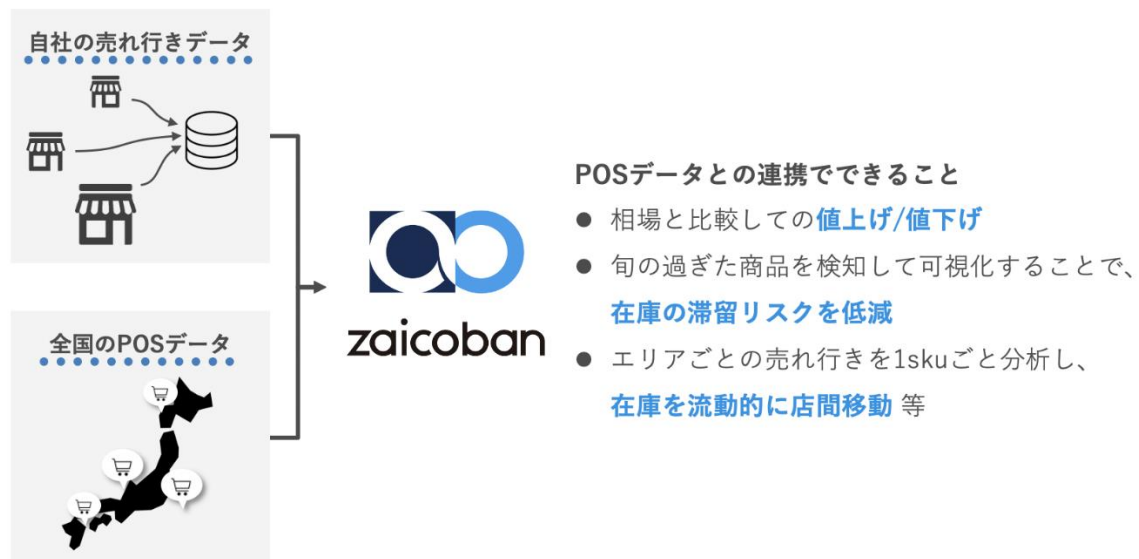 自社の売れ行きデータ
全国のPOSデータ
zaicoban
POSデータとの連携でできること
● 相場と比較しての値上げ/値下げ
● 旬の過ぎた商品を検知して可視化することで、
在庫の滞留リスクを低減
● エリアごとの売れ行きを1skuごと分析し、
在庫を流動的に店間移動 等